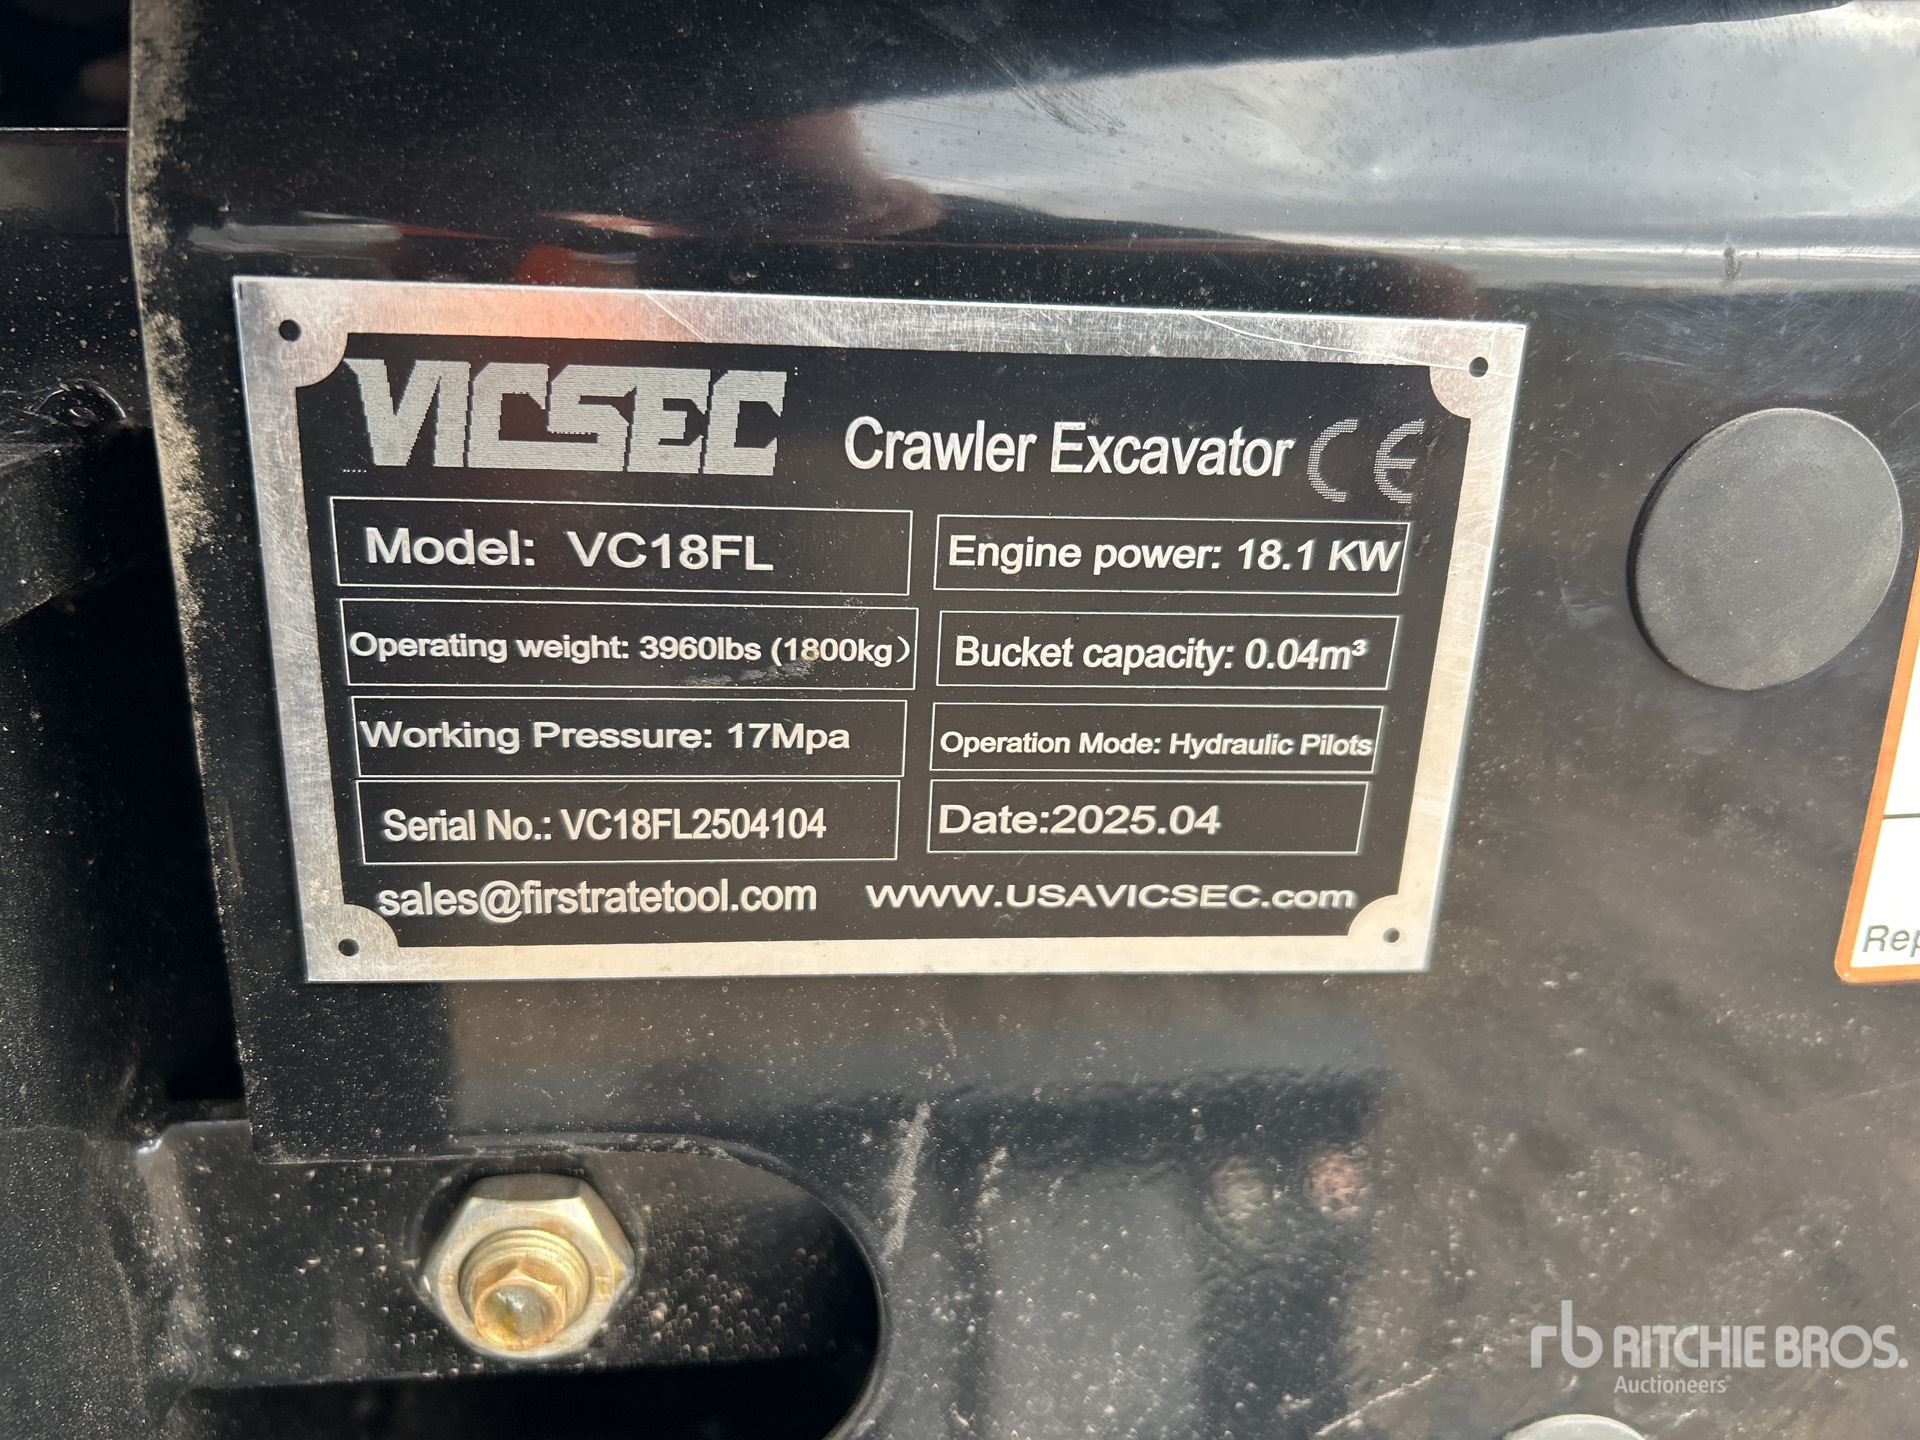 VICSEC Crawler Excavator CE
Model: VC18FL
Engine power: 18.1 KW
Operating weight: 3960lbs (1800kg)
Bucket capacity: 0.04m³
Working Pressure: 17Mpa
Operation Mode: Hydraulic Pilots
Serial No.: VC18FL2504104
Date:2025.04
sales@firstratetool.com WWW.USAVICSEC.com
rb RITCHIE BROS.
Auctioneers